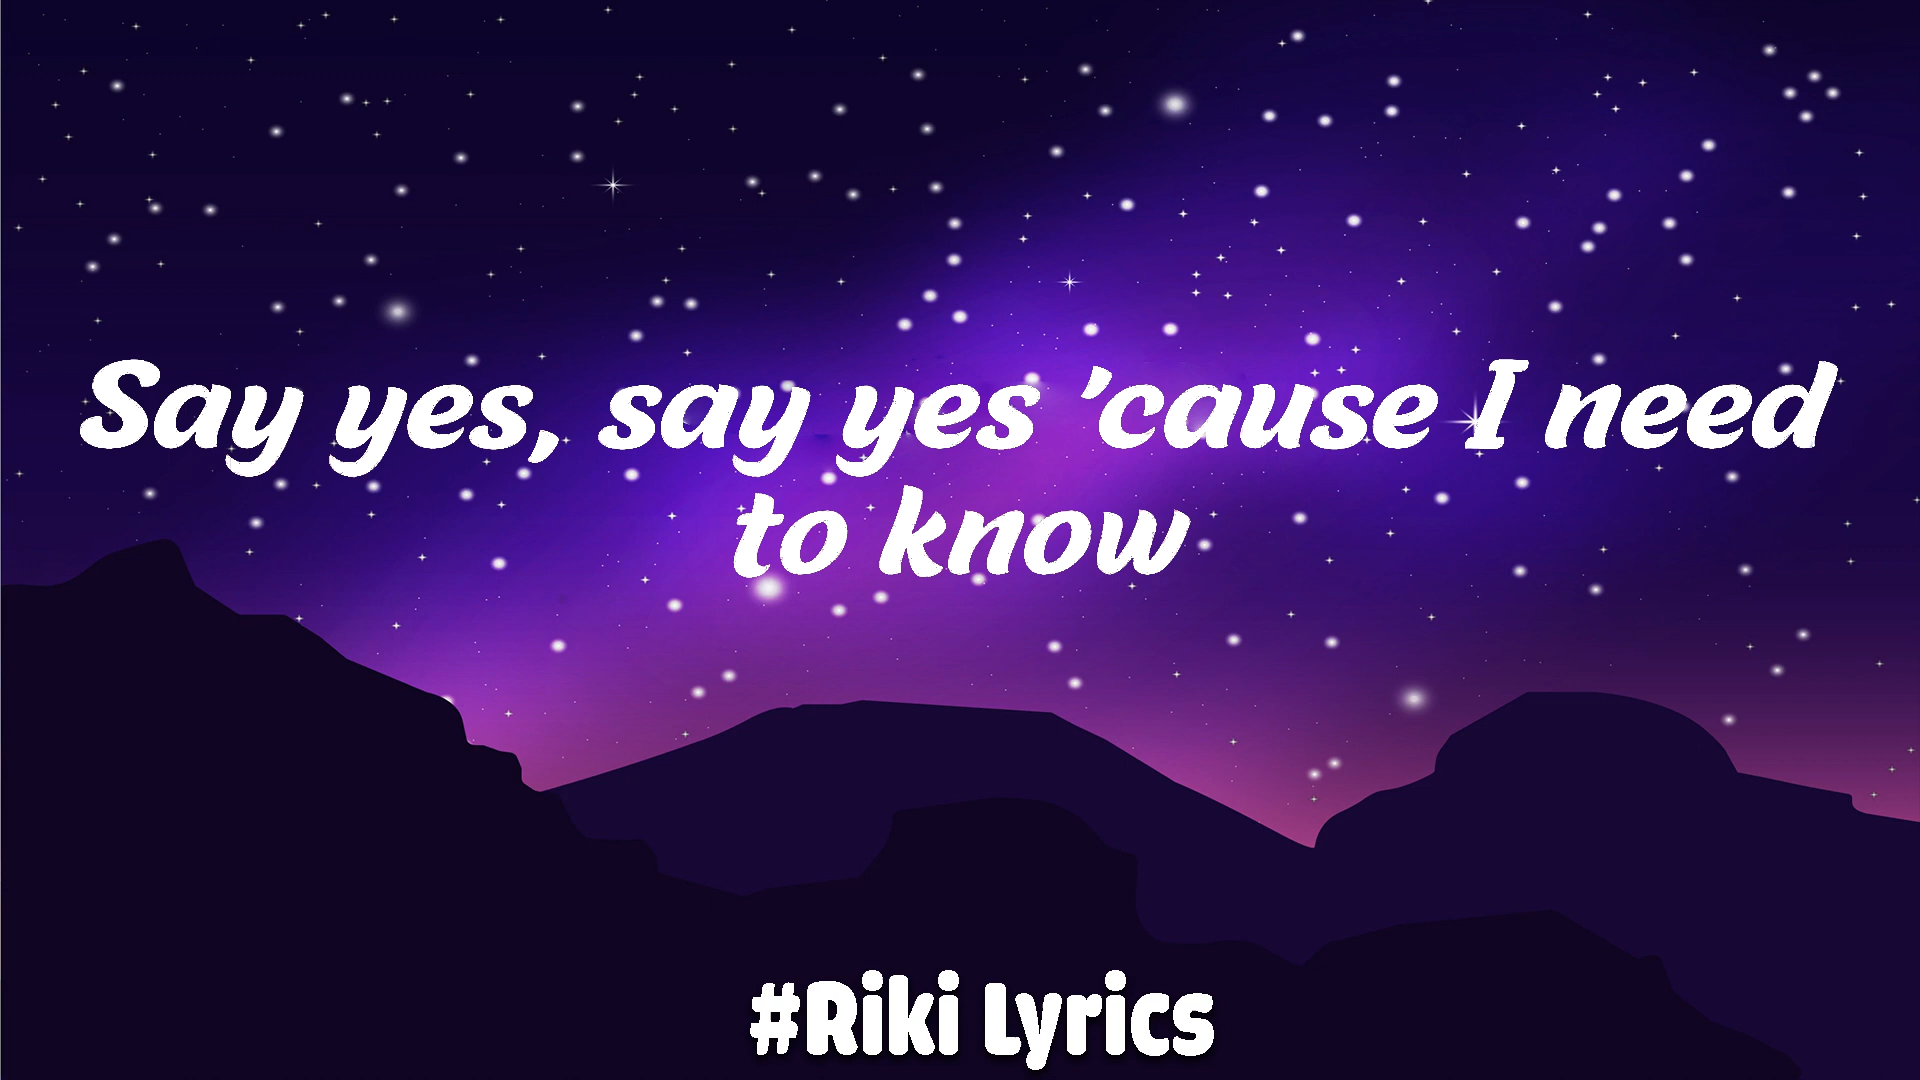 Say yes, say yes 'cause I need
to know
#Riki Lyrics